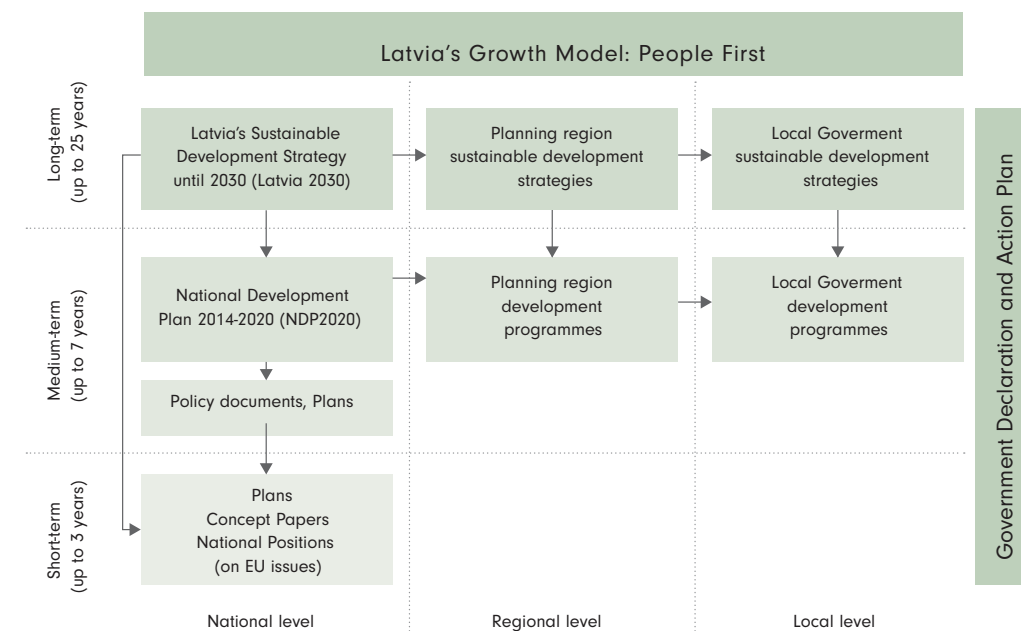 Latvia's Growth Model: People First
Long-term
(up to 25 years)
Latvia's Sustainable
Development Strategy
until 2030 (Latvia 2030)
Planning region
sustainable development
strategies
Local Goverment
sustainable development
strategies
Government Declaration and Action Plan
Medium-term
(up to 7 years)
National Development
Plan 2014-2020 (NDP2020)
Planning region
development
programmes
Local Goverment
development
programmes
Policy documents, Plans
Short-term
(up to 3 years)
Plans
Concept Papers
National Positions
(on EU issues)
National level
Regional level
Local level